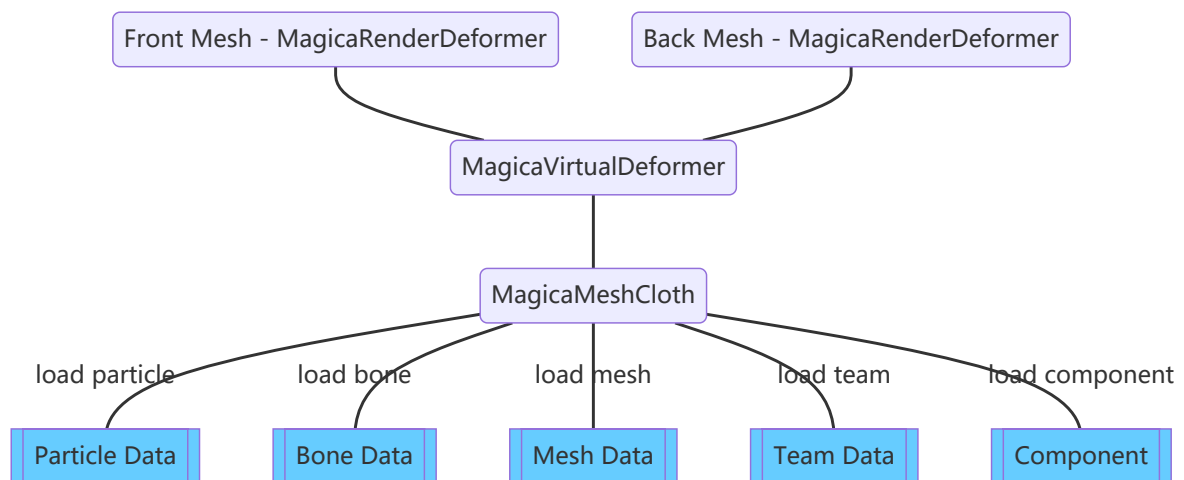 Front Mesh - MagicaRenderDeformer
Back Mesh - MagicaRenderDeformer
MagicaVirtualDeformer
MagicaMeshCloth
load particle
load bone
load mesh
load team
load component
Particle Data
Bone Data
Mesh Data
Team Data
Component